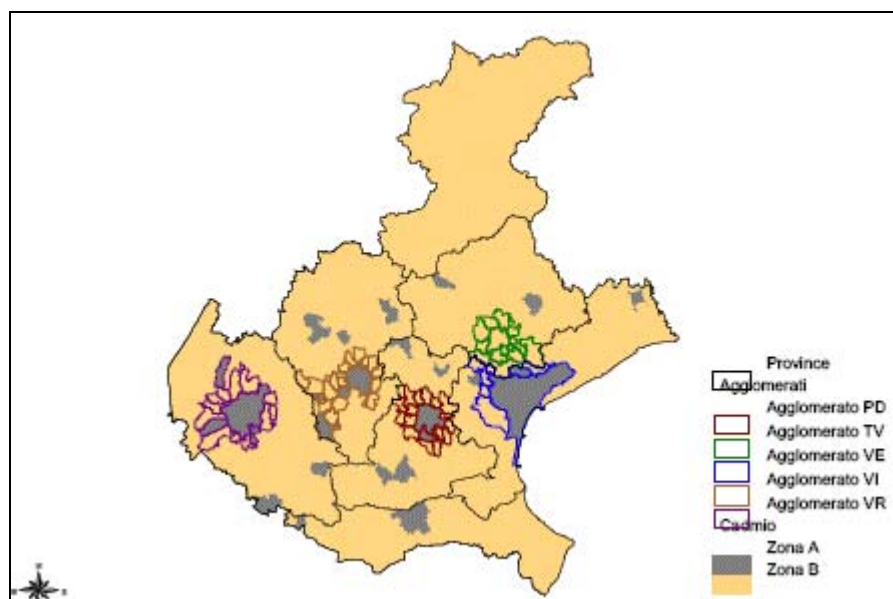 Province
Agglomerati
Agglomerato PD
Agglomerato TV
Agglomerato VE
Agglomerato VI
Agglomerato VR
Cadmio
Zona A
Zona B